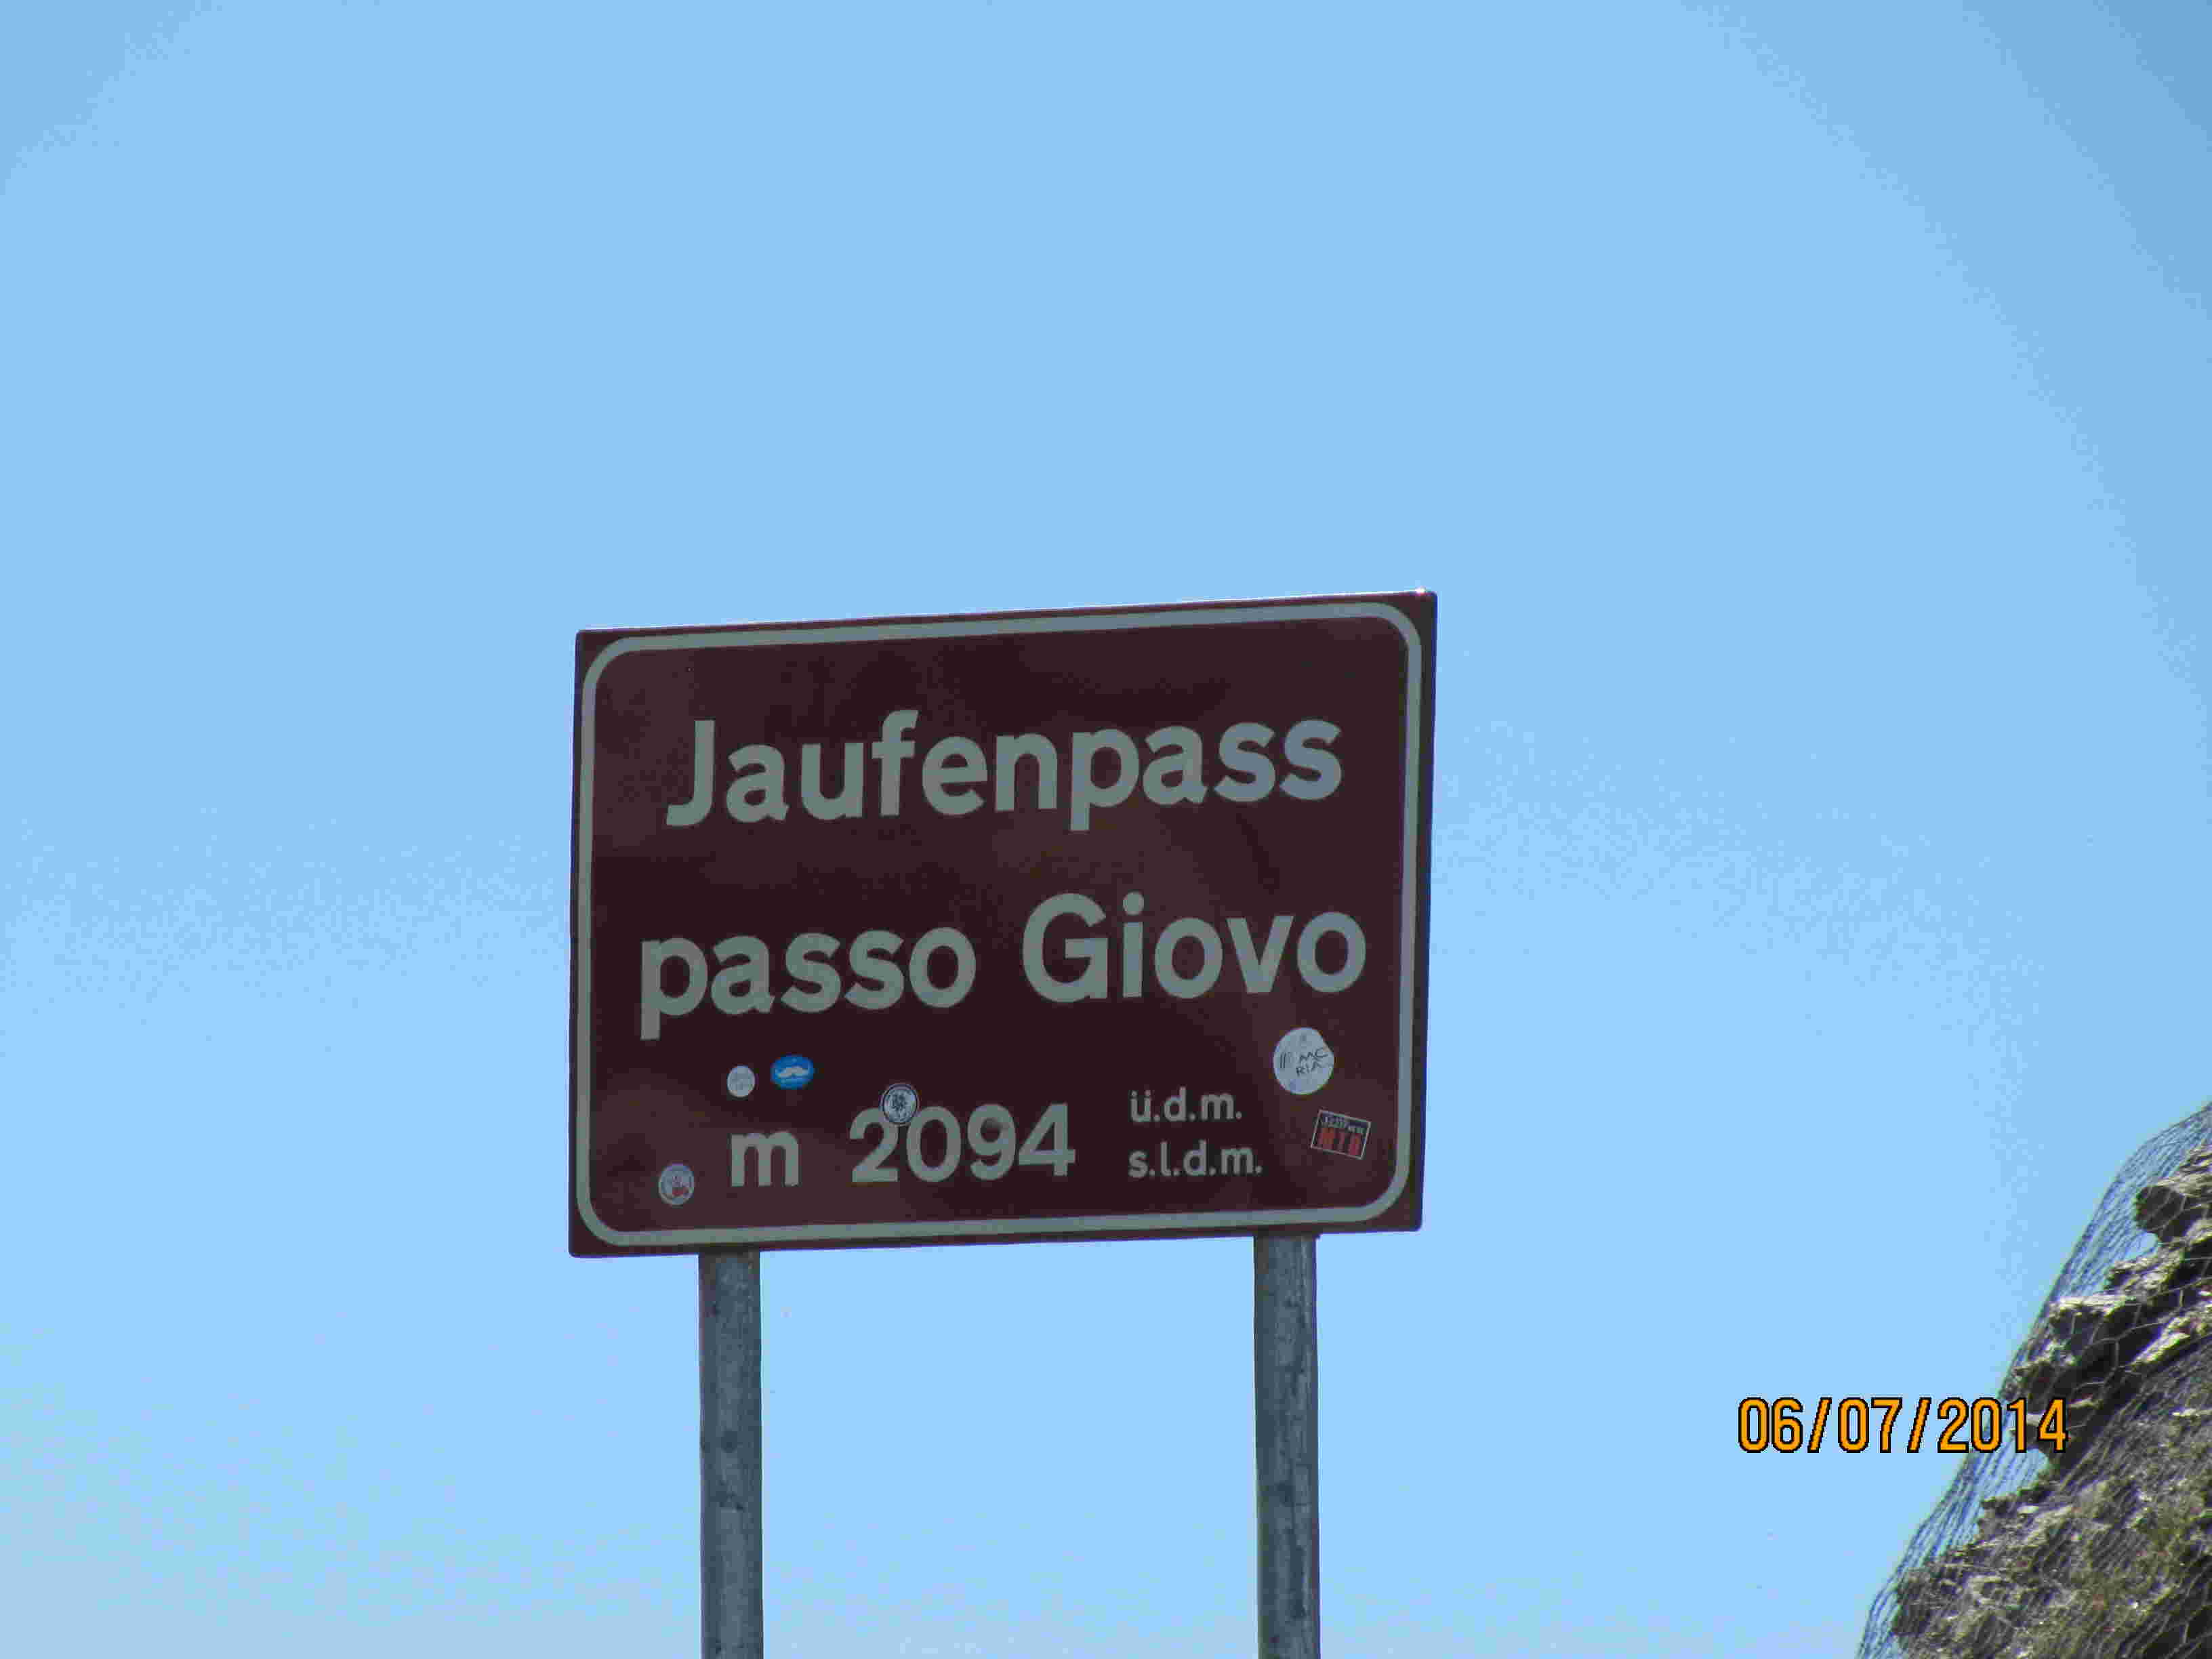 Jaufenpass
passo Giovo
m 2094 ü.d.m.
s.l.d.m.
06/07/2014